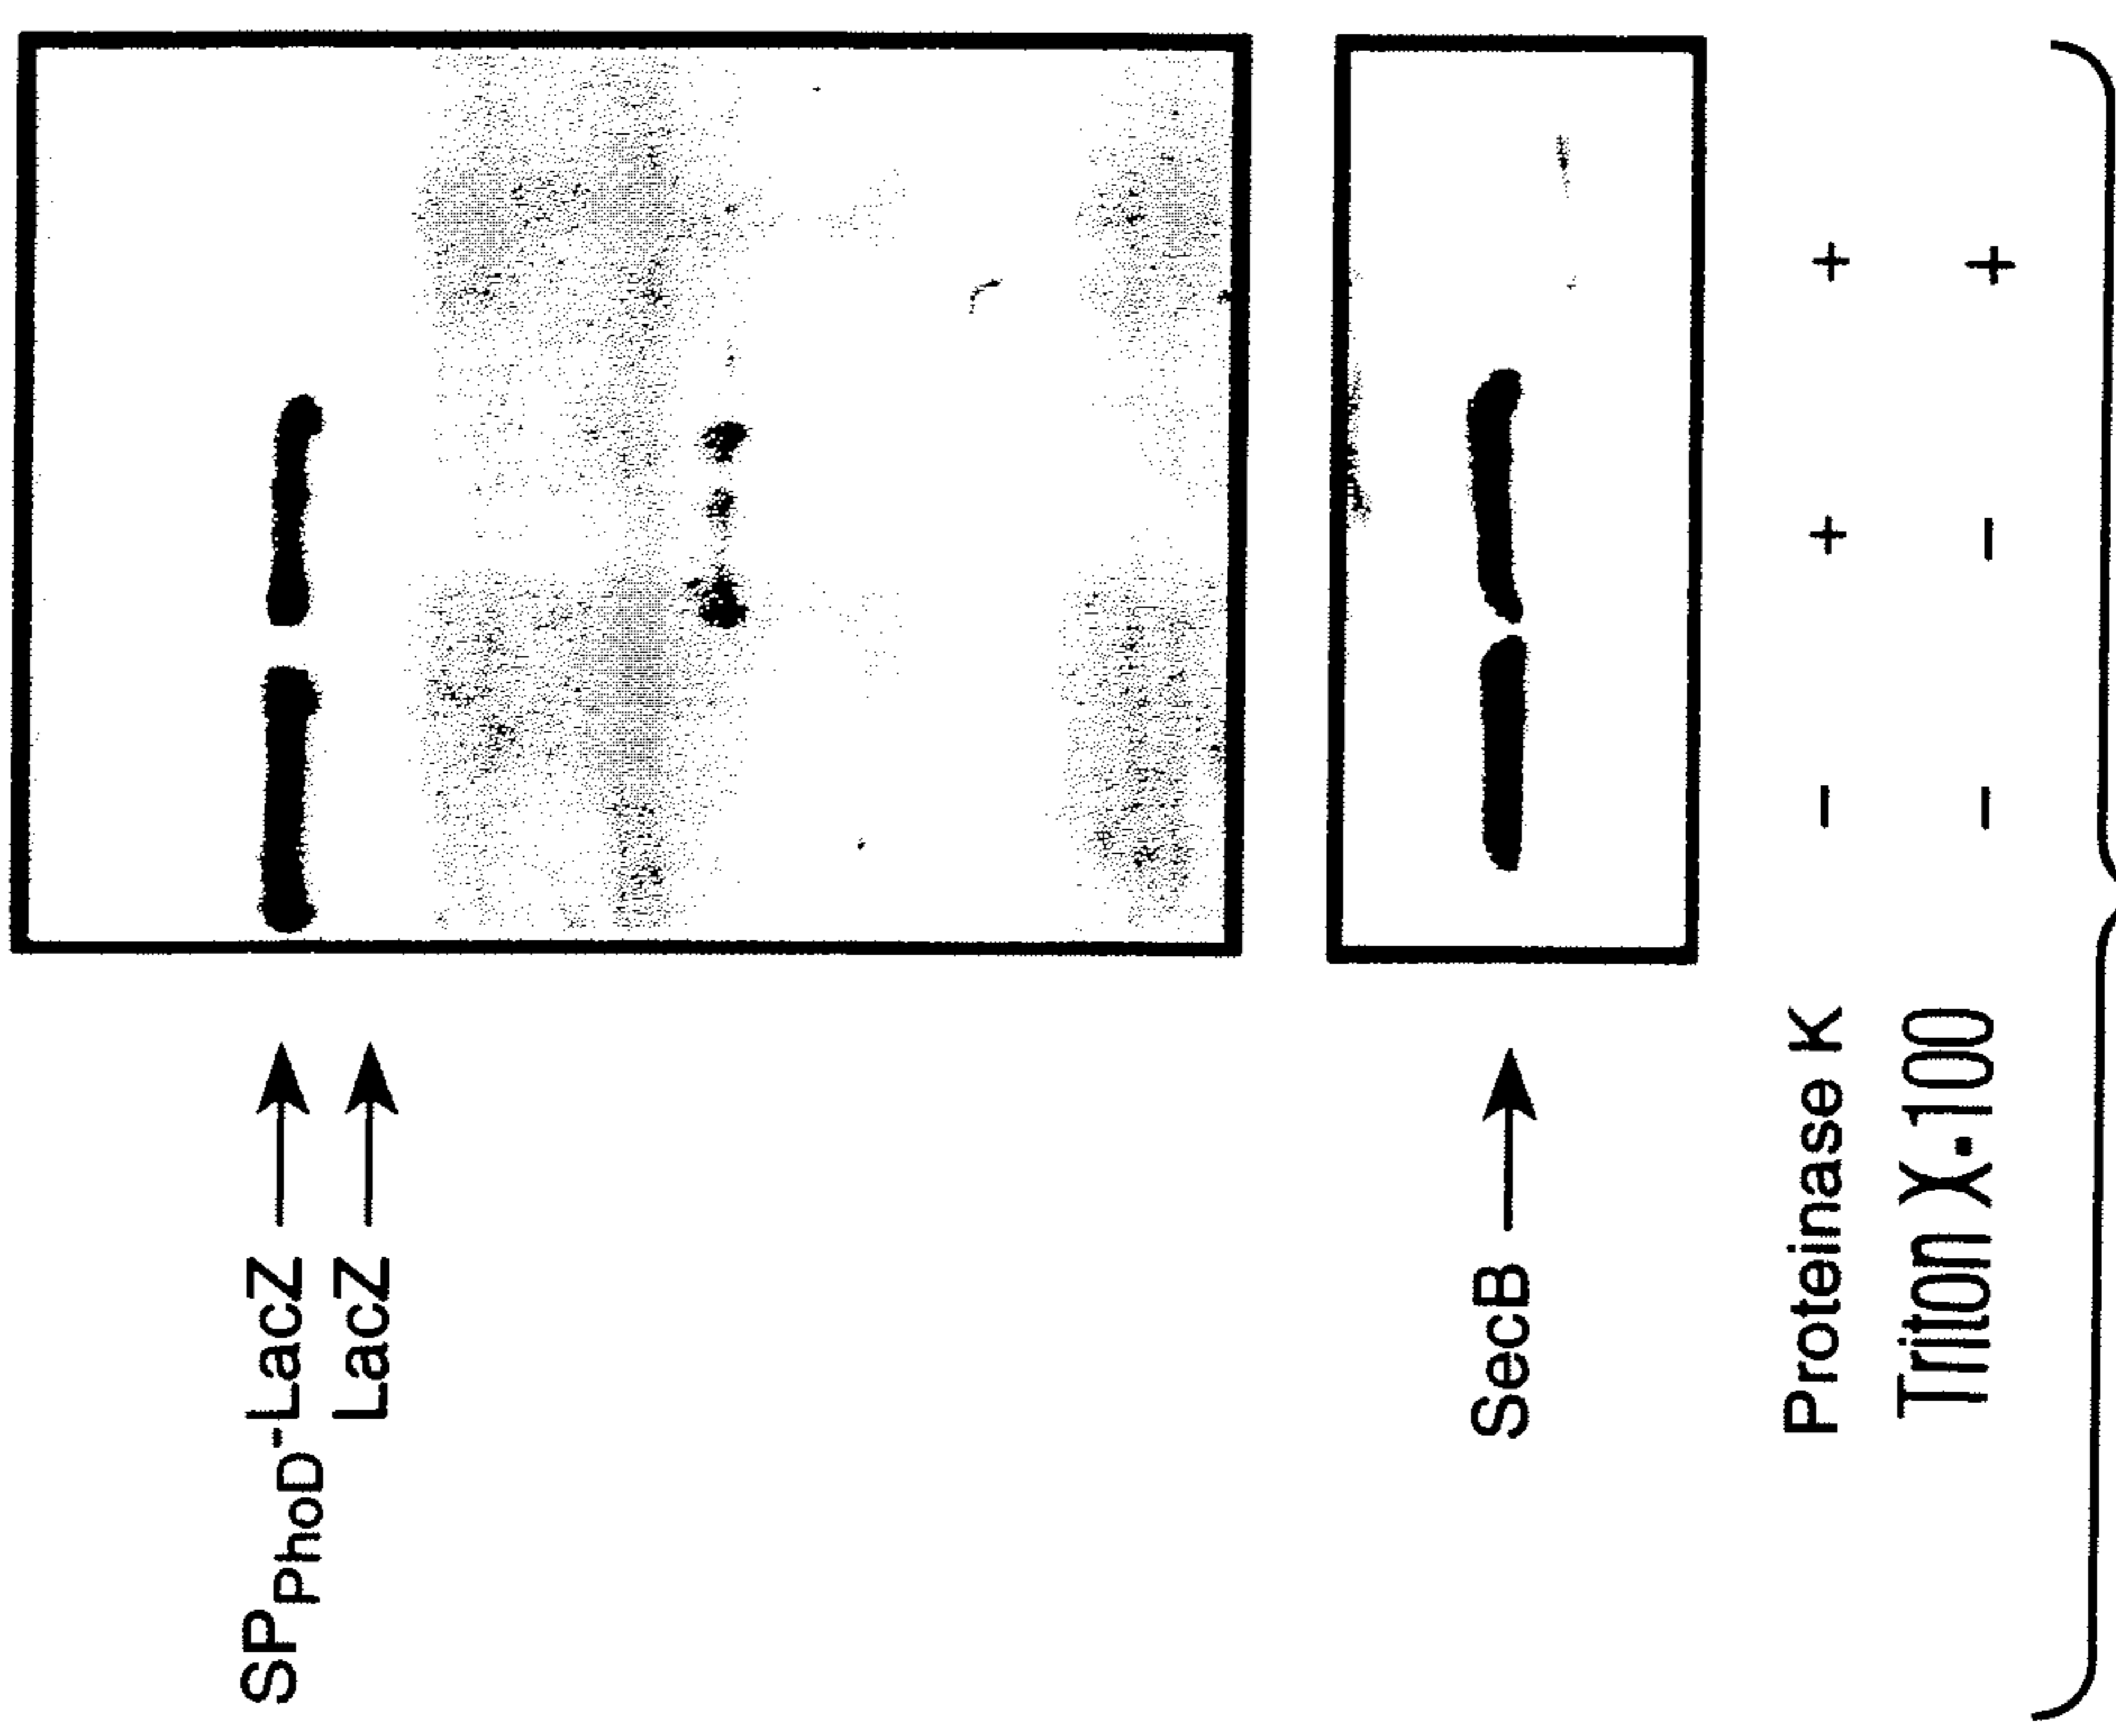 SPPhoD-LacZ
LacZ
SecB
Proteinase K - + +
Triton X-100 - - +